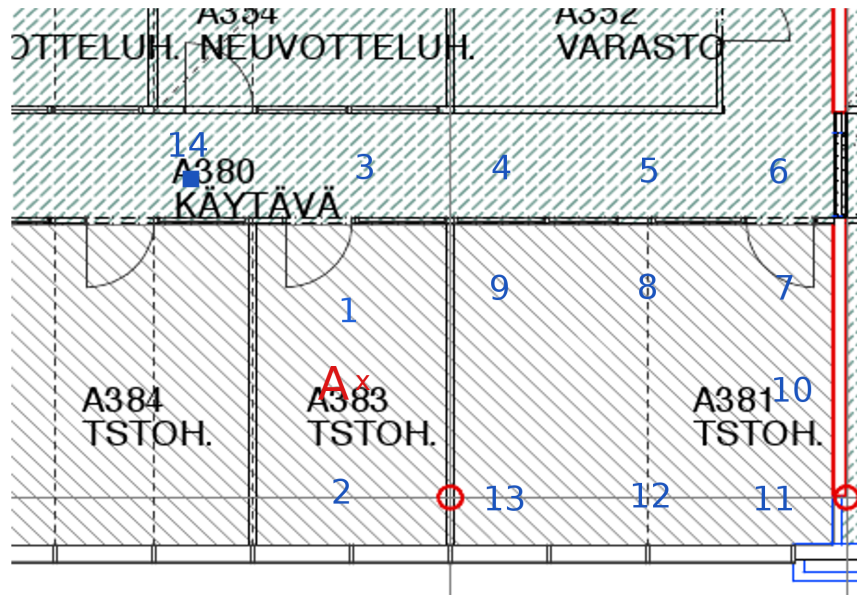 A394
A352
OTTELUH.
NEUVOTTELUH.
VARASTO
14
3
4
5
6
A380
KÄYTÄVÄ
9
8
7
1
A x
10
A384
TSTOH.
A383
TSTOH.
A381
TSTOH.
2
13
12
11